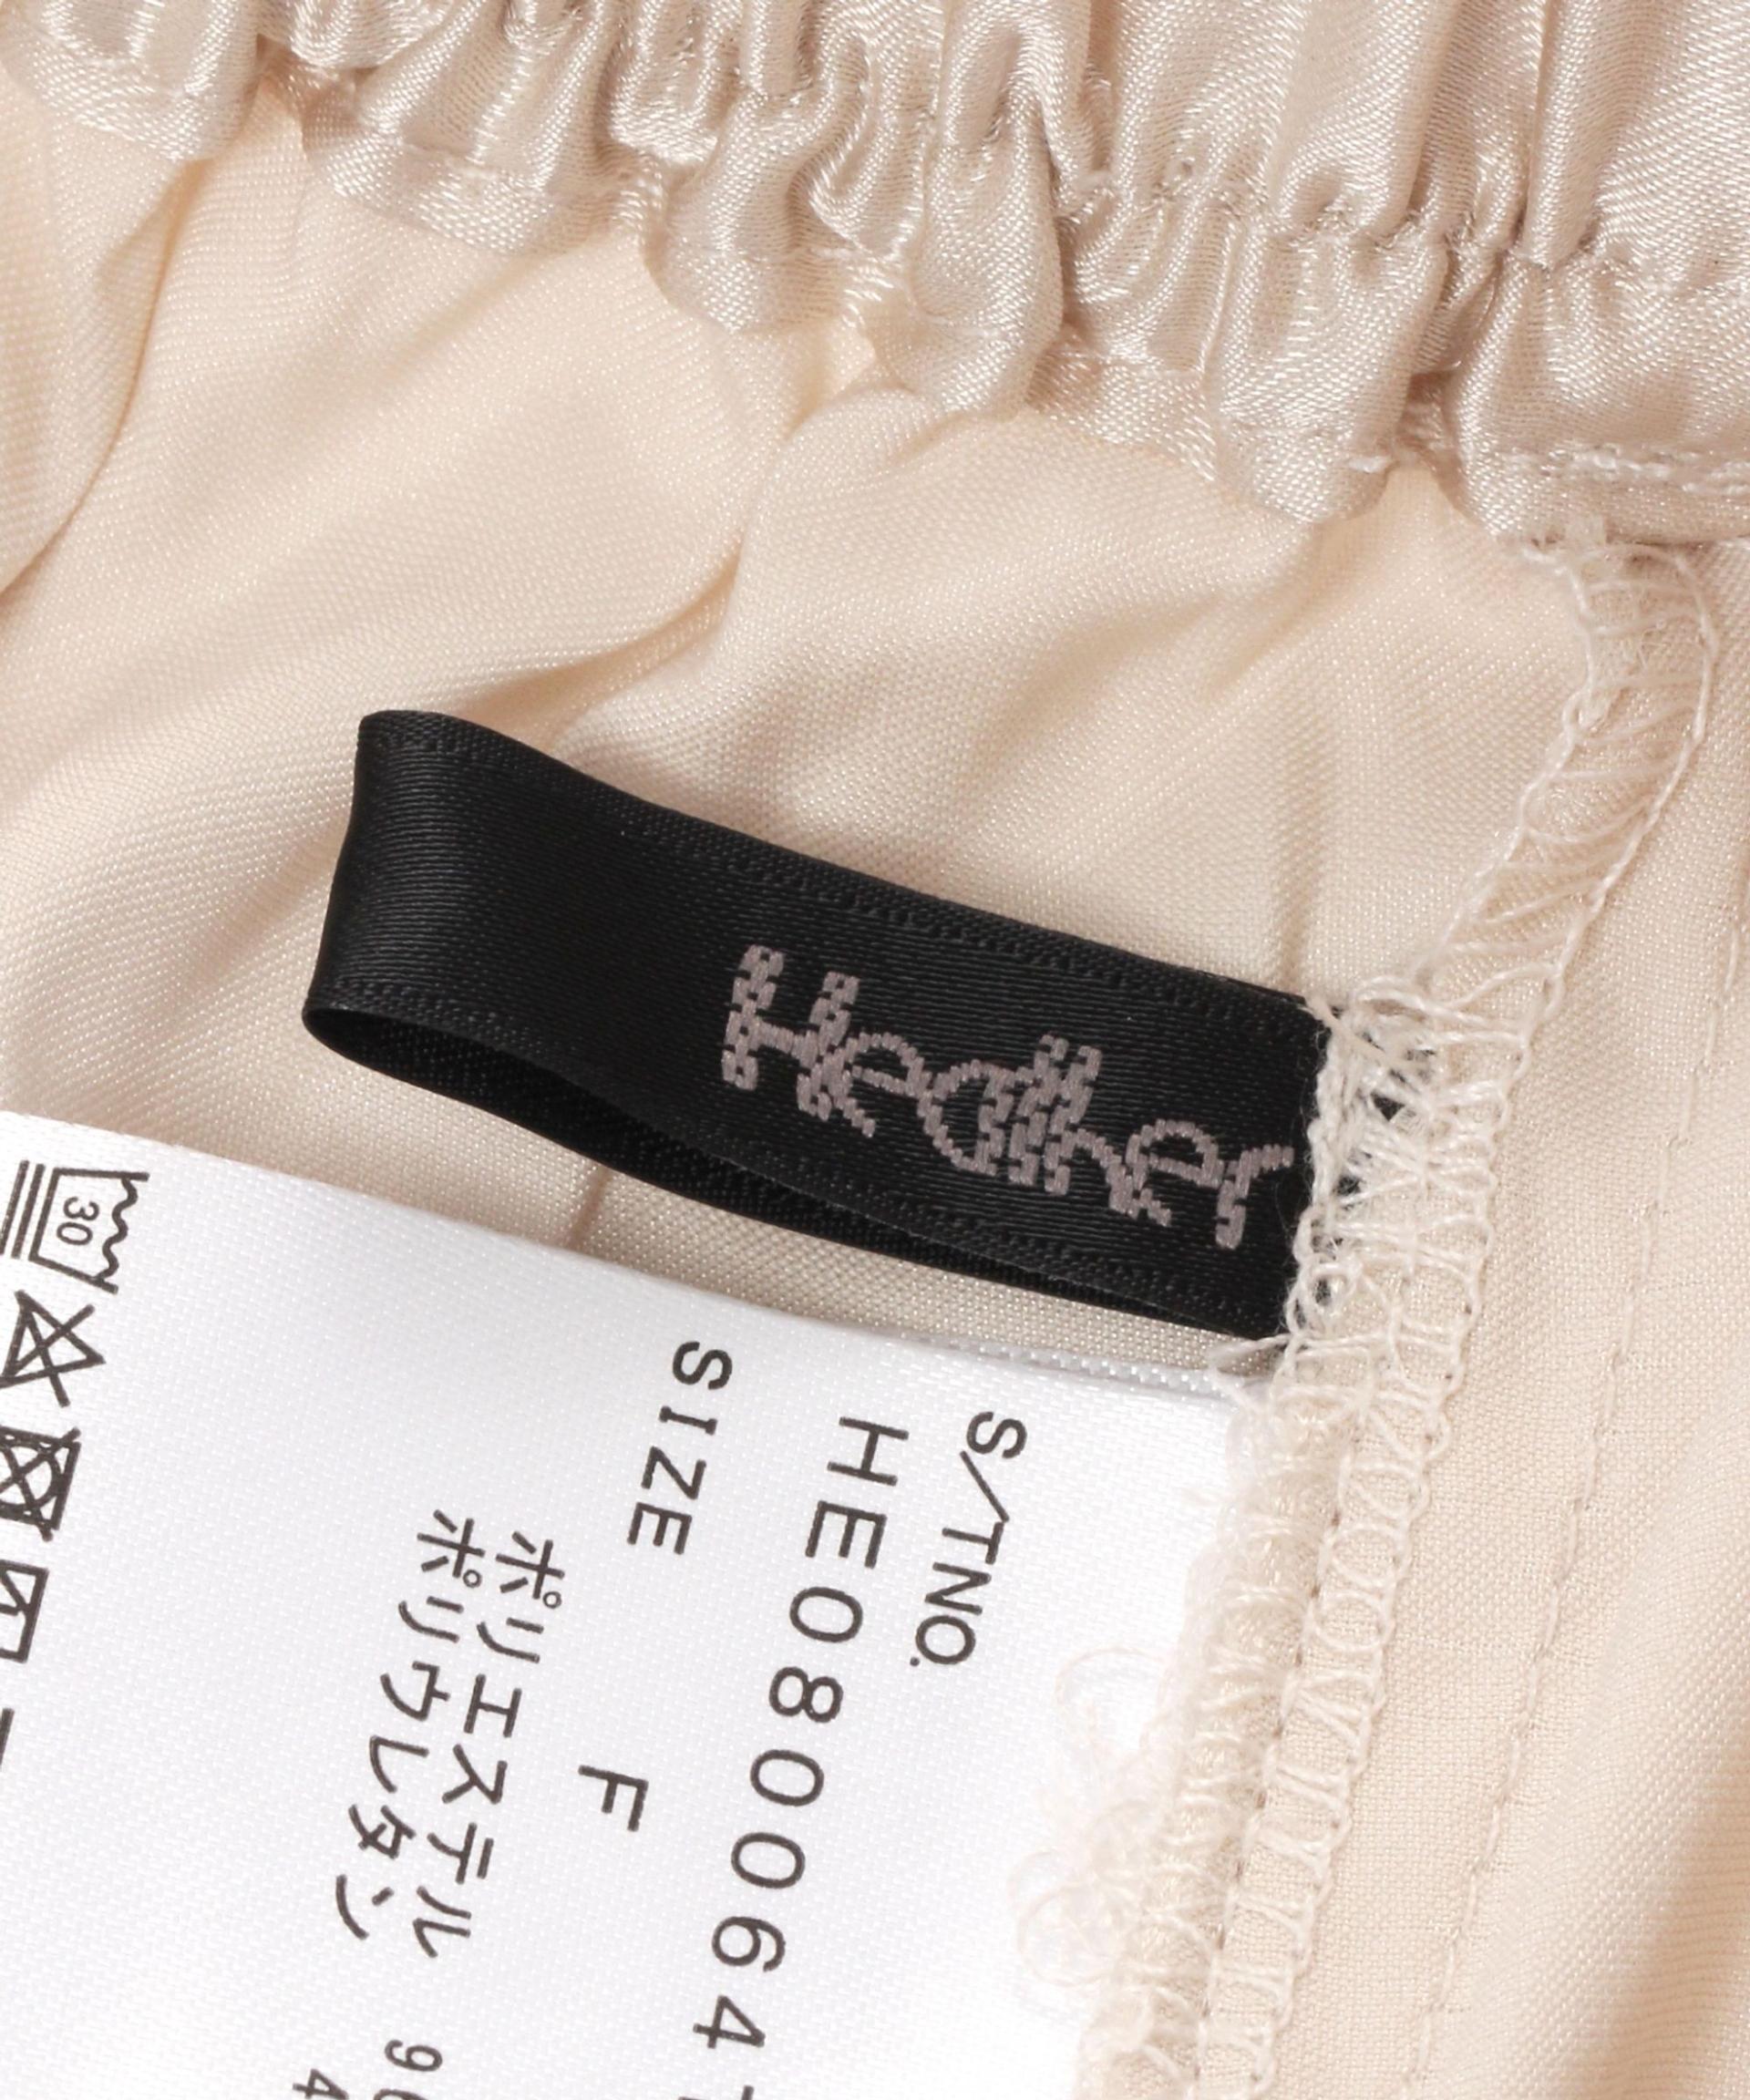 Heather
S/TNO.
HE080064
SIZE
F
ポリエステル
ポリウレタン
30